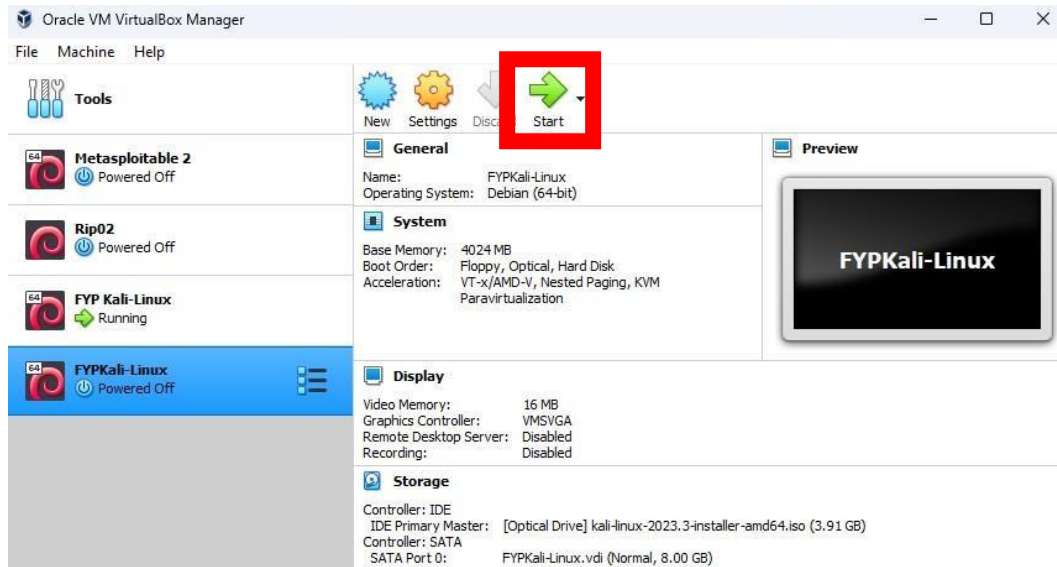 Oracle VM VirtualBox Manager
File Machine Help
Tools
New Settings Start
64 Metasploitable 2
Powered Off
Rip02
Powered Off
64 FYP Kali-Linux
Running
64 FYPKali-Linux
Powered Off
General
Name: FYPKali-Linux
Operating System: Debian (64-bit)
Preview
FYPKali-Linux
System
Base Memory: 4024 MB
Boot Order: Floppy, Optical, Hard Disk
Acceleration: VT-x/AMD-V, Nested Paging, KVM
Paravirtualization
Display
Video Memory: 16 MB
Graphics Controller: VMSVGA
Remote Desktop Server: Disabled
Recording: Disabled
Storage
Controller: IDE
IDE Primary Master: [Optical Drive] kali-linux-2023.3-installer-amd64.iso (3.91 GB)
Controller: SATA
SATA Port 0: FYPKali-Linux.vdi (Normal, 8.00 GB)